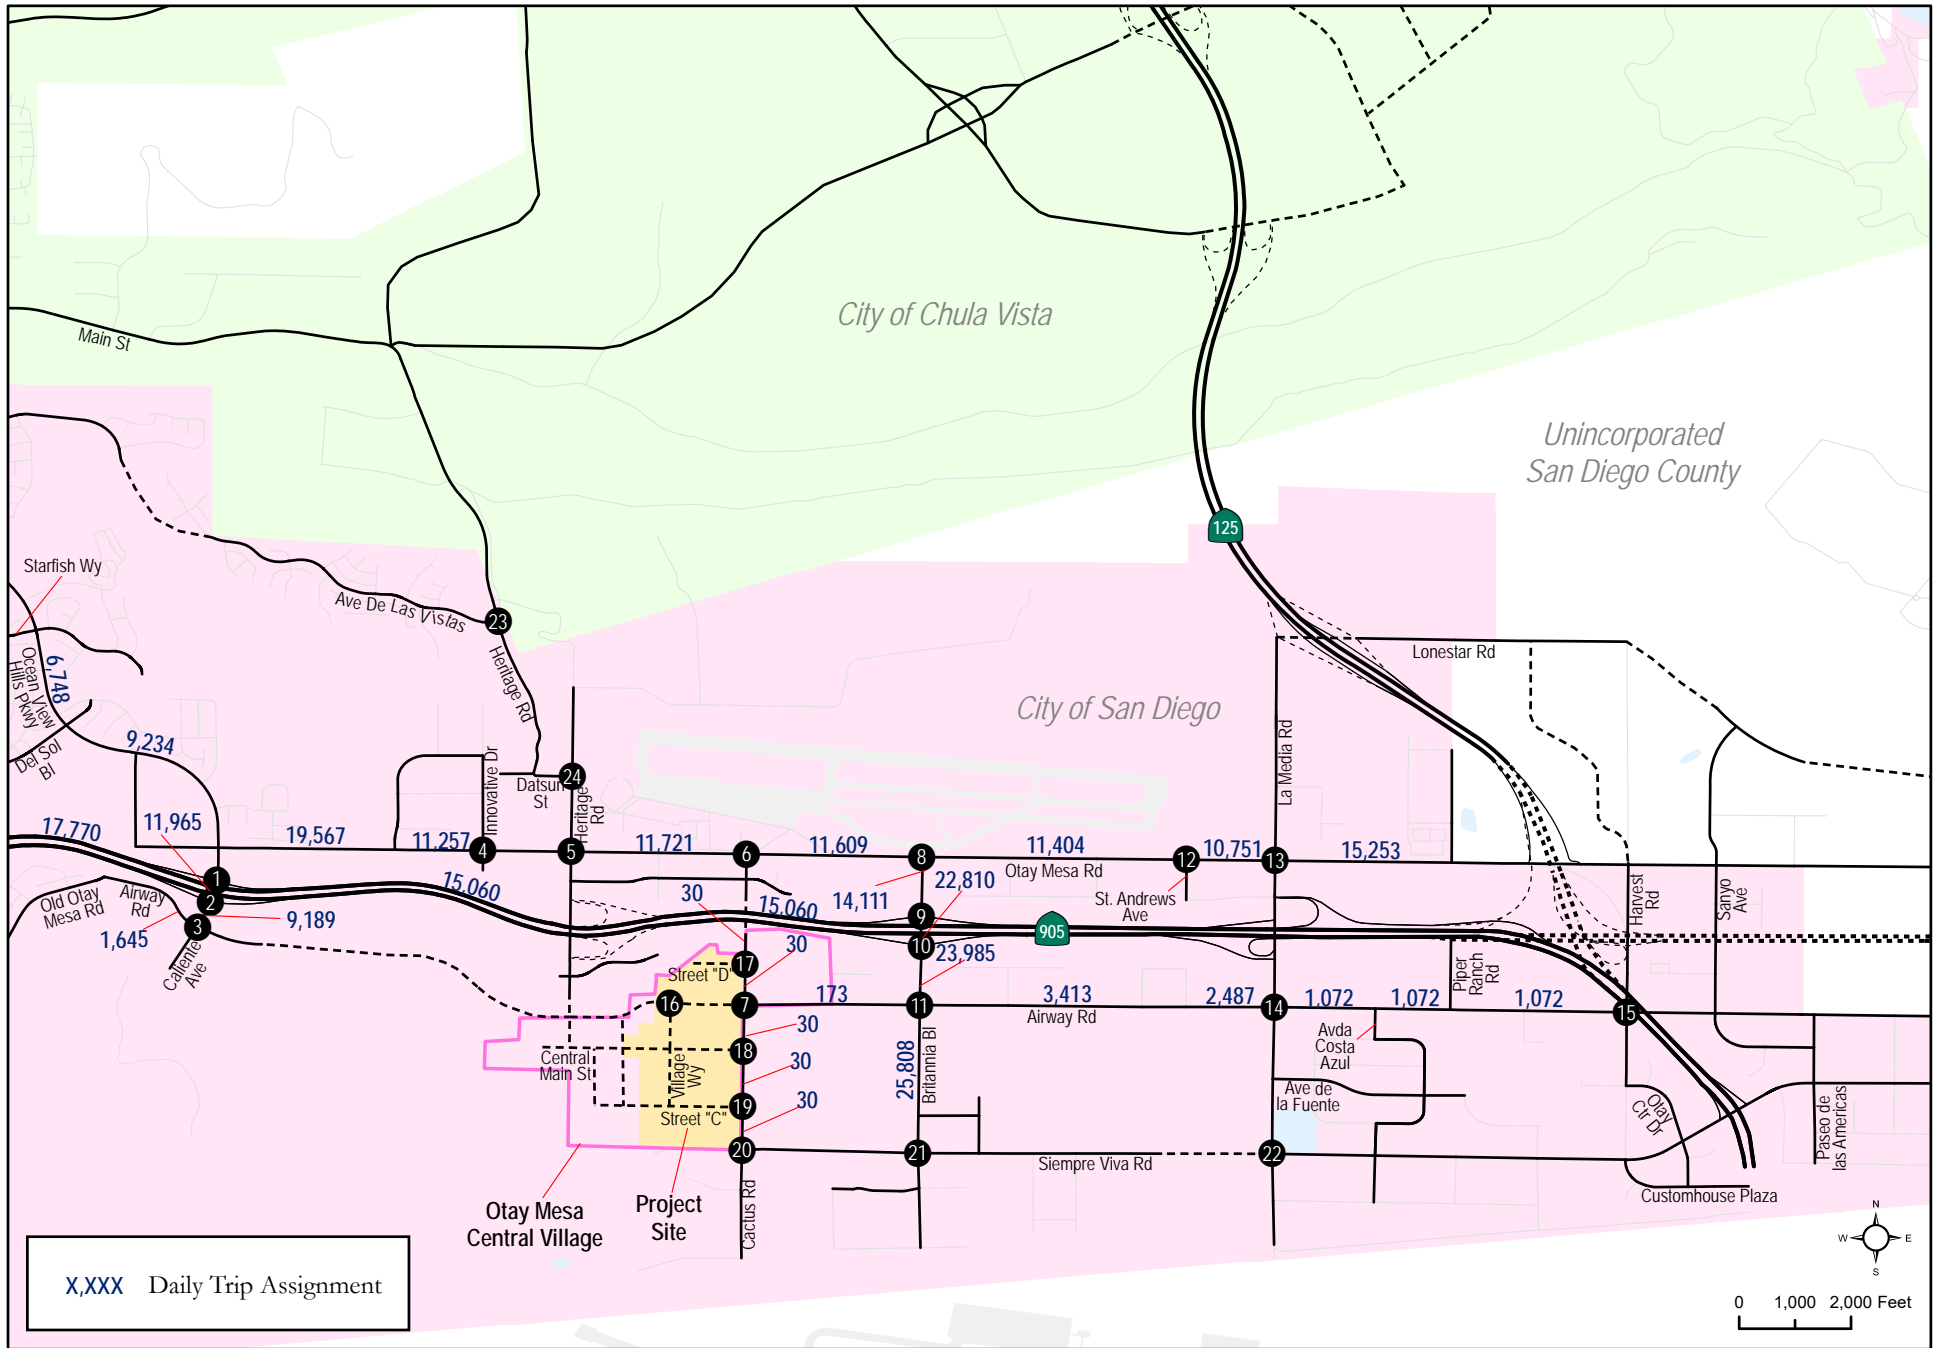 City of Chula Vista
Main St
Unincorporated
San Diego County
125
Starfish Wy
Ave De Las Vistas
23
Heritage Rd
Lonestar Rd
Ocean View
Hills Pkwy
6,748
Del Sol
Bl
9,234
City of San Diego
La Media Rd
Innovative Dr
Datsun
St
24
Heritage
Rd
17,770
11,965
19,567
11,257
4
5
11,721
6
11,609
8
11,404
12
10,751
13
15,253
Otay Mesa Rd
St. Andrews
Ave
Harvest
Rd
Sanyo
Ave
1
2
3
Old Otay
Mesa Rd
Airway
Rd
1,645
9,189
Caliente
Ave
15,060
30
15,060
14,111
22,810
9
10
905
23,985
30
17
Street "D"
16
7
173
11
3,413
Airway Rd
2,487
14
1,072
1,072
1,072
15
Piper
Ranch
Rd
30
18
Central
Main St
Village
Wy
30
19
Street "C"
30
20
25,808
Britannia Bl
Avda
Costa
Azul
Ave de
la Fuente
Otay
Ctr Dr
Paseo de
las Americas
21
Siempre Viva Rd
22
Customhouse Plaza
Cactus Rd
Otay Mesa
Central Village
Project
Site
X,XXX Daily Trip Assignment
N
W E
S
0 1,000 2,000 Feet